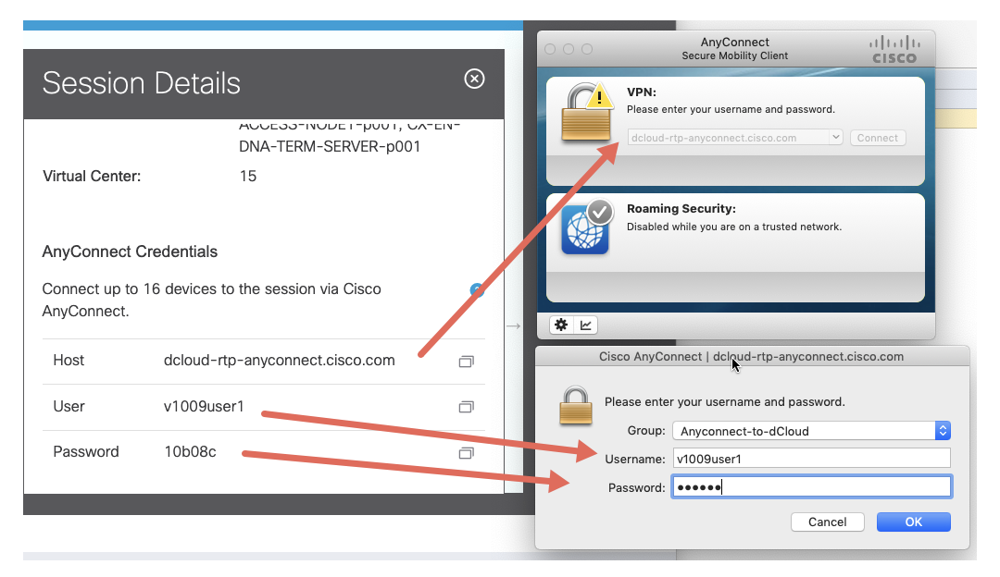 Session Details
ACCESS-NODE1-p001, CX-EN-
DNA-TERM-SERVER-p001
Virtual Center: 15
AnyConnect Credentials
Connect up to 16 devices to the session via Cisco
AnyConnect.
Host dcloud-rtp-anyconnect.cisco.com
User v1009user1
Password 10b08c
AnyConnect
Secure Mobility Client
CISCO
VPN:
Please enter your username and password.
dcloud-rtp-anyconnect.cisco.com Connect
Roaming Security:
Disabled while you are on a trusted network.
Cisco AnyConnect | dcloud-rtp-anyconnect.cisco.com
Please enter your username and password.
Group: Anyconnect-to-dCloud
Username: v1009user1
Password: ••••••
Cancel OK